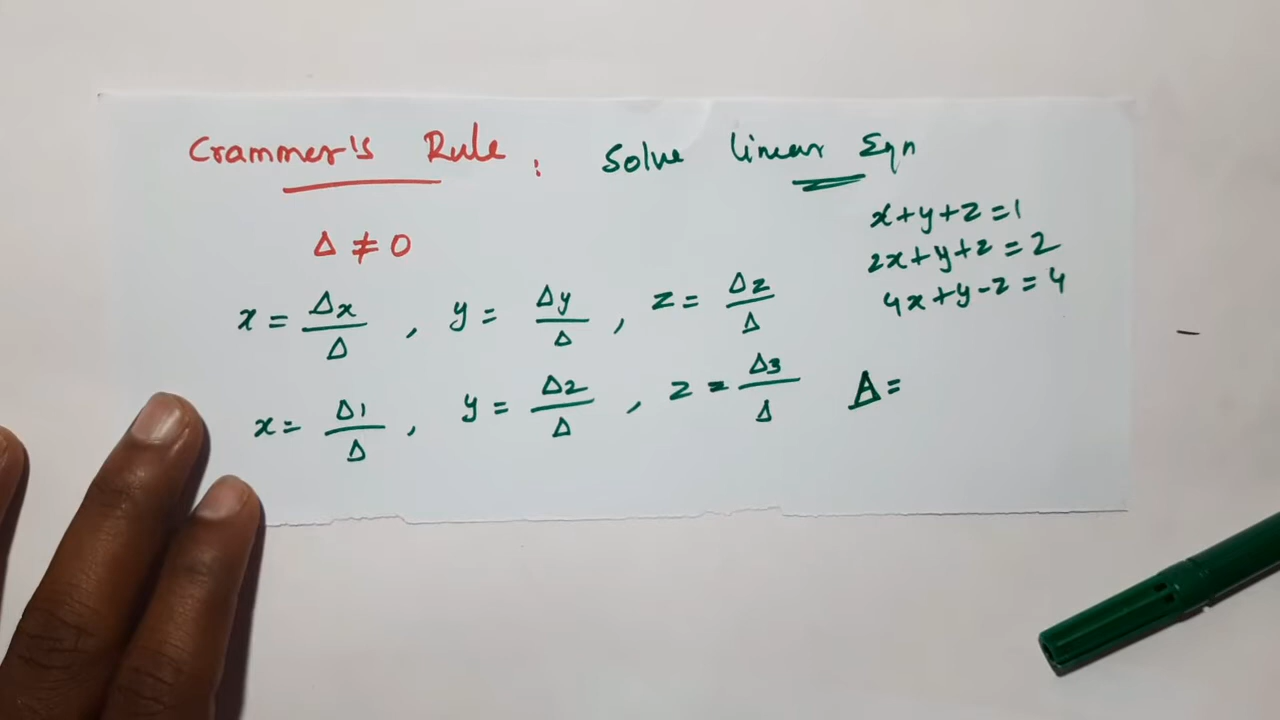 Crammer's Rule : Solve linear Eqn
x+y+z=1
2x+y+z=2
4x+y-z=4
Δ ≠ 0
x = Δx/Δ , y = Δy/Δ , z = Δz/Δ
x = Δ1/Δ , y = Δ2/Δ , z = Δ3/Δ
Δ =